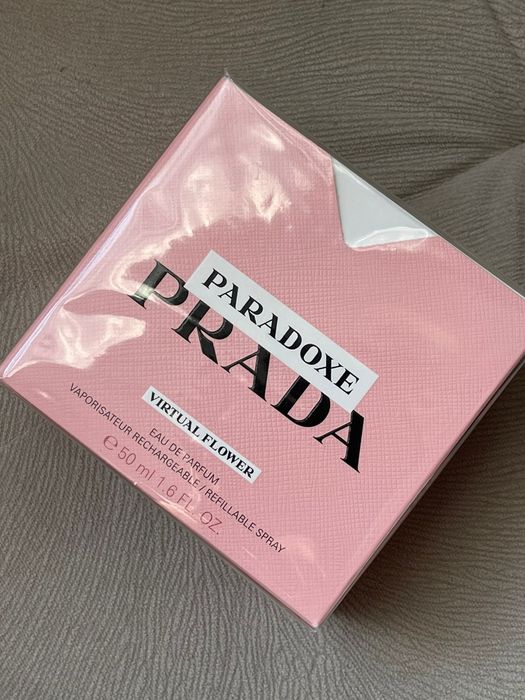 PARADOXE
PRADA
VIRTUAL FLOWER
EAU DE PARFUM
VAPORISATEUR RECHARGEABLE / REFILLABLE SPRAY
℮ 50 ml 1.6 FL. OZ.